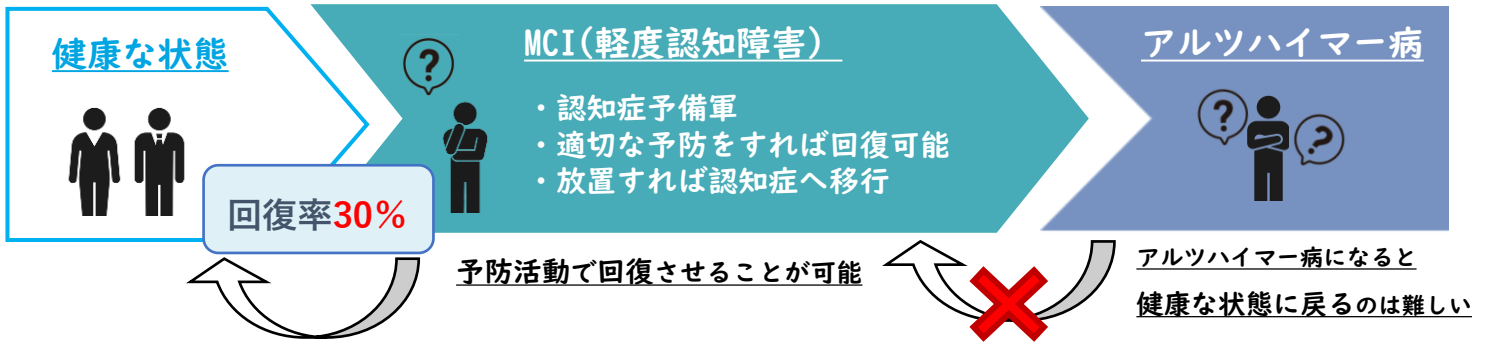 健康な状態
回復率30%
?
MCI(軽度認知障害)
・認知症予備軍
・適切な予防をすれば回復可能
・放置すれば認知症へ移行
予防活動で回復させることが可能
アルツハイマー病
?
?
アルツハイマー病になると
健康な状態に戻るのは難しい